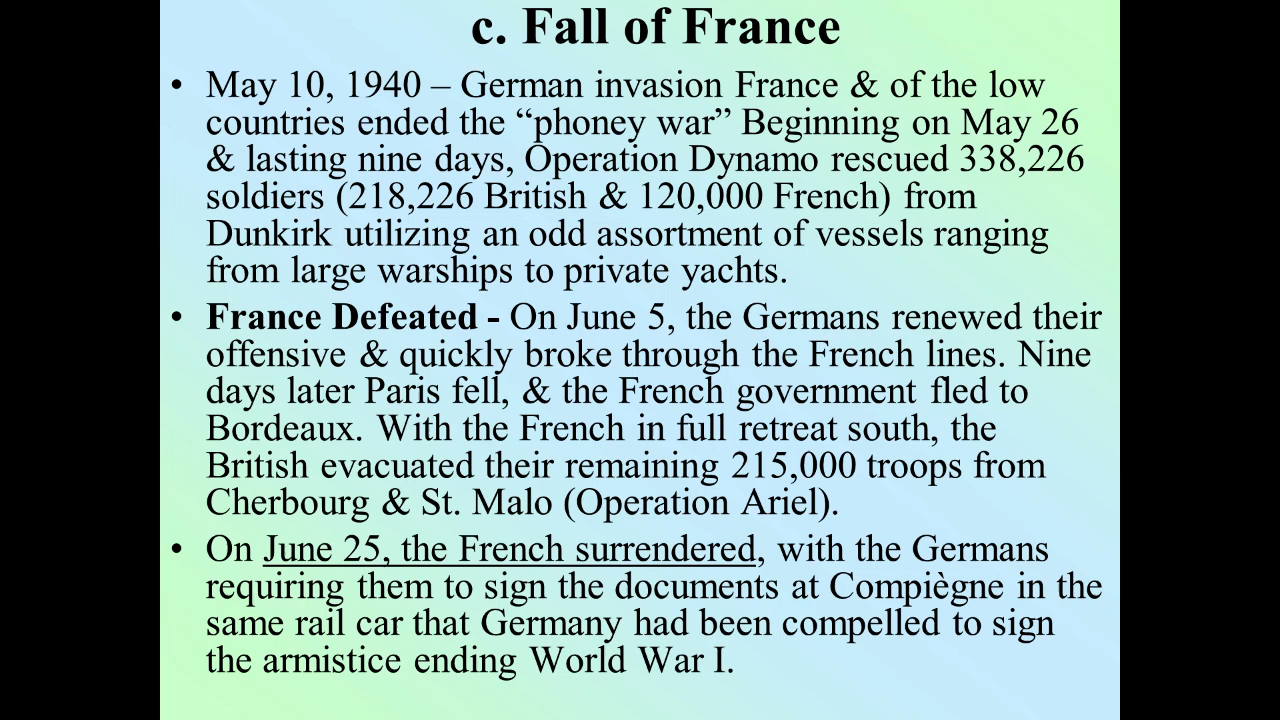 c. Fall of France
• May 10, 1940 – German invasion France & of the low
countries ended the “phoney war” Beginning on May 26
& lasting nine days, Operation Dynamo rescued 338,226
soldiers (218,226 British & 120,000 French) from
Dunkirk utilizing an odd assortment of vessels ranging
from large warships to private yachts.
• France Defeated - On June 5, the Germans renewed their
offensive & quickly broke through the French lines. Nine
days later Paris fell, & the French government fled to
Bordeaux. With the French in full retreat south, the
British evacuated their remaining 215,000 troops from
Cherbourg & St. Malo (Operation Ariel).
• On June 25, the French surrendered, with the Germans
requiring them to sign the documents at Compiègne in the
same rail car that Germany had been compelled to sign
the armistice ending World War I.